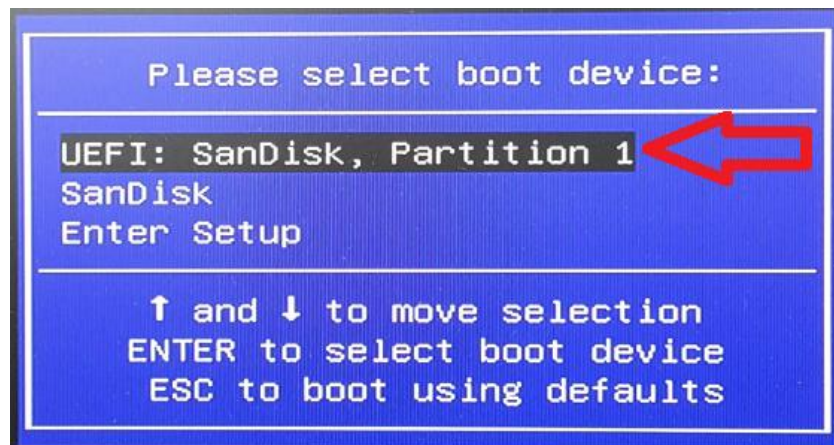 Please select boot device:
UEFI: SanDisk, Partition 1
SanDisk
Enter Setup
↑ and ↓ to move selection
ENTER to select boot device
ESC to boot using defaults